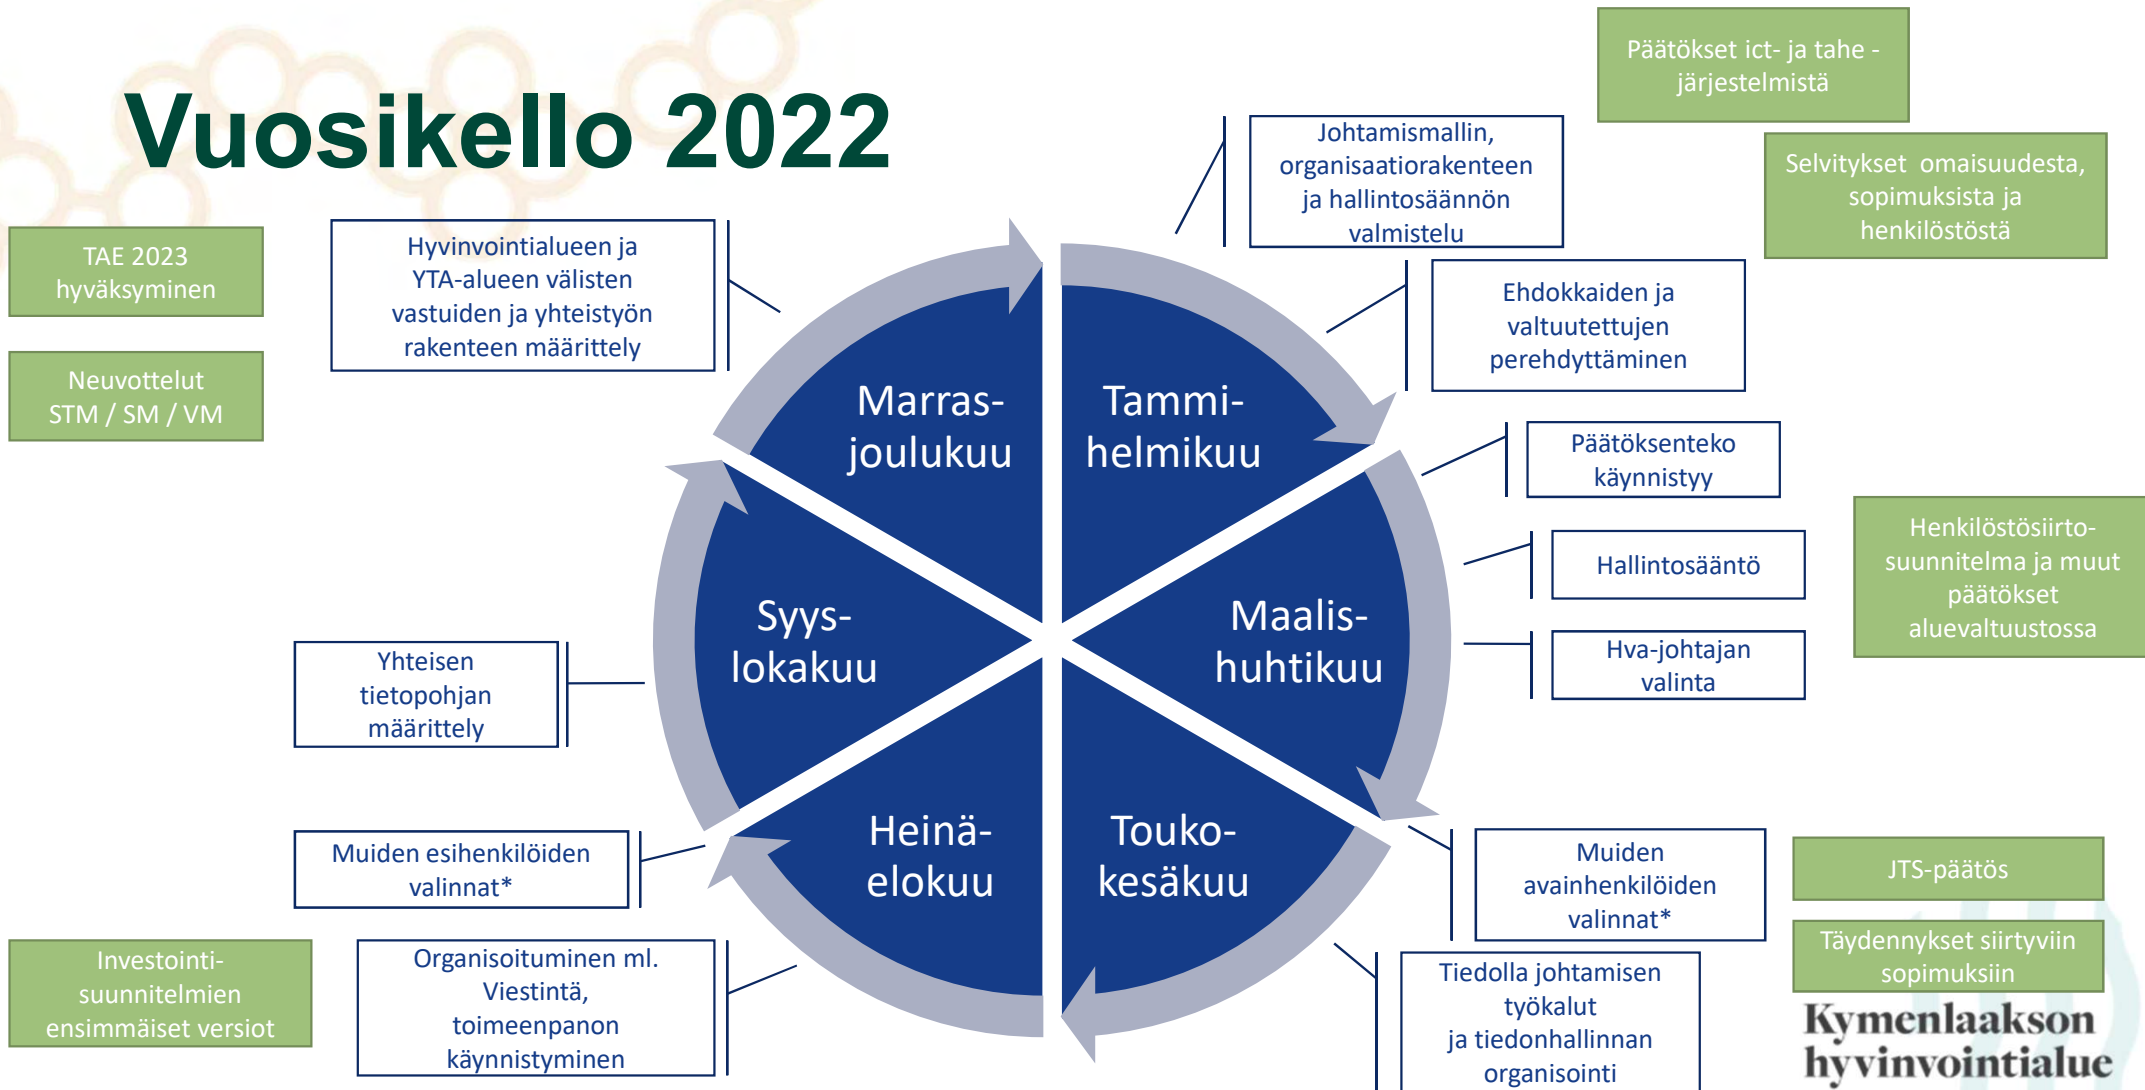 Vuosikello 2022
Päätökset ict- ja tahe -
järjestelmistä
Selvitykset omaisuudesta,
sopimuksista ja
henkilöstöstä
Johtamismallin,
organisaatiorakenteen
ja hallintosäännön
valmistelu
Ehdokkaiden ja
valtuutettujen
perehdyttäminen
Tammi-
helmikuu
Päätöksenteko
käynnistyy
Hallintosääntö
Hva-johtajan
valinta
Henkilöstösiirto-
suunnitelma ja muut
päätökset
aluevaltuustossa
Maalis-
huhtikuu
Muiden
avainhenkilöiden
valinnat*
Tiedolla johtamisen
työkalut
ja tiedonhallinnan
organisointi
JTS-päätös
Täydennykset siirtyviin
sopimuksiin
Touko-
kesäkuu
Heinä-
elokuu
Muiden esihenkilöiden
valinnat*
Organisoituminen ml.
Viestintä,
toimeenpanon
käynnistyminen
Investointi-
suunnitelmien
ensimmäiset versiot
Syys-
lokakuu
Yhteisen
tietopohjan
määrittely
Marras-
joulukuu
Hyvinvointialueen ja
YTA-alueen välisten
vastuiden ja yhteistyön
rakenteen määrittely
TAE 2023
hyväksyminen
Neuvottelut
STM / SM / VM
Kymenlaakson
hyvinvointialue